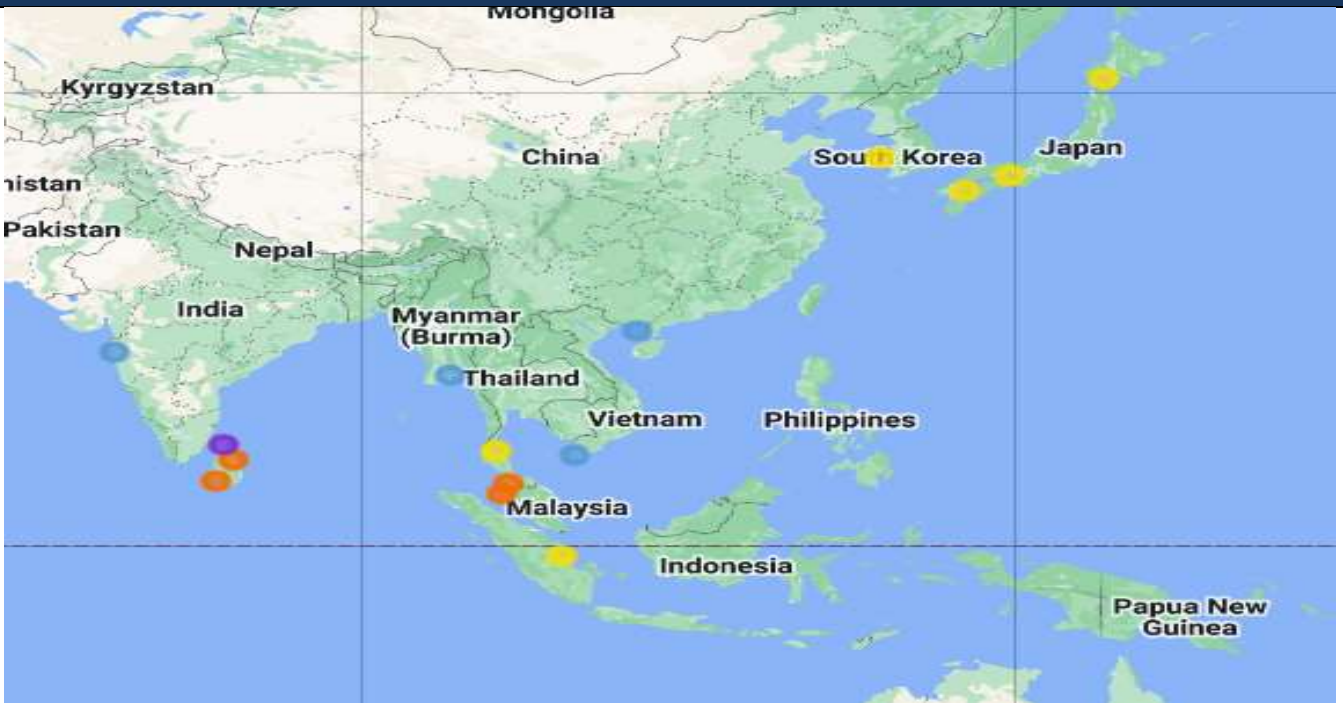 Mongolia
Kyrgyzstan
China
South Korea
Japan
nistan
Pakistan
Nepal
India
Myanmar
(Burma)
Thailand
Vietnam
Philippines
Malaysia
Indonesia
Papua New
Guinea